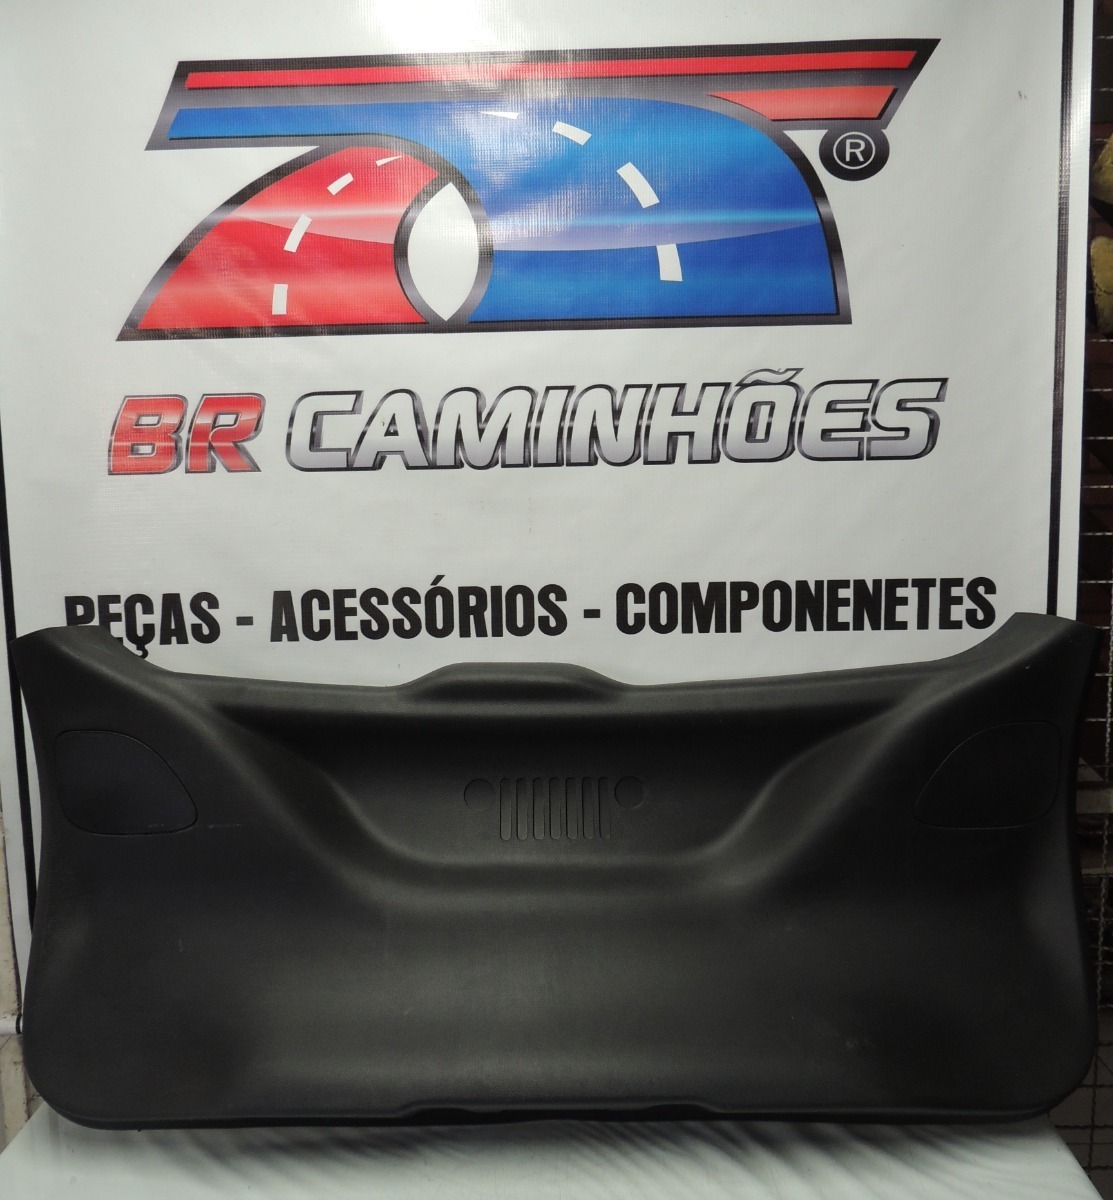 ®
BR CAMINHÕES
PEÇAS - ACESSÓRIOS - COMPONENETES